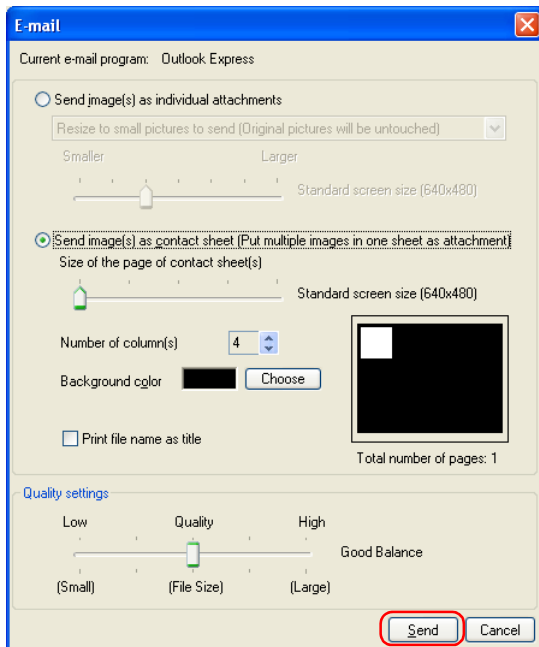 E-mail
Current e-mail program: Outlook Express
Send image(s) as individual attachments
Resize to small pictures to send (Original pictures will be untouched)
Smaller Larger
Standard screen size (640x480)
Send image(s) as contact sheet (Put multiple images in one sheet as attachment)
Size of the page of contact sheet(s)
Standard screen size (640x480)
Number of column(s) 4
Background color Choose
Print file name as title
Total number of pages: 1
Quality settings
Low Quality High
Good Balance
(Small) (File Size) (Large)
Send Cancel